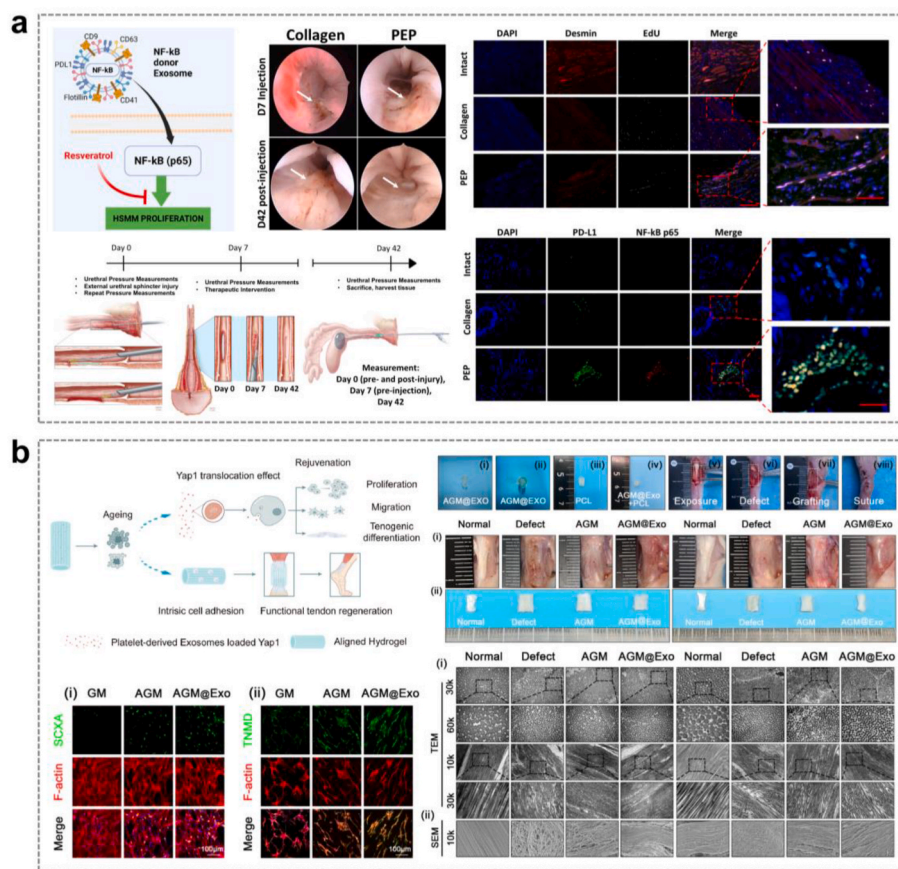 a
CD9
CD63
PDL1
NF-kB
Flotillin
CD41
NF-kB
donor
Exosome
Resveratrol
NF-kB (p65)
HSMM PROLIFERATION
Collagen
PEP
D7 Injection
D42 post-injection
DAPI
Desmin
EdU
Merge
Intact
Collagen
PEP
DAPI
PD-L1
NF-kB p65
Merge
Intact
Collagen
PEP
Day 0
Day 7
Day 42
• Urethral Pressure Measurements
• External urethral sphincter injury
• Repeat Pressure Measurements
• Urethral Pressure Measurements
• Therapeutic Intervention
• Urethral Pressure Measurements
• Sacrifice, harvest tissue
Day 0
Day 7
Day 42
Measurement:
Day 0 (pre- and post-injury),
Day 7 (pre-injection),
Day 42
b
Ageing
Yap1 translocation effect
Rejuvenation
Proliferation
Migration
Tenogenic
differentiation
Intrisic cell adhesion
Functional tendon regeneration
Platelet-derived Exosomes loaded Yap1
Aligned Hydrogel
(i)
GM
AGM
AGM@Exo
SCXA
F-actin
Merge
100μm
(ii)
GM
AGM
AGM@Exo
TNMD
F-actin
Merge
100μm
(i)
AGM@EXO
(ii)
AGM@EXO
(iii)
PCL
(iv)
AGM@Exo
+PCL
(v)
Exposure
(vi)
Defect
(vii)
Grafting
(viii)
Suture
Normal
Defect
AGM
AGM@Exo
Normal
Defect
AGM
AGM@Exo
(i)
(ii)
Normal
Defect
AGM
AGM@Exo
Normal
Defect
AGM
AGM@Exo
Normal
Defect
AGM
AGM@Exo
Normal
Defect
AGM
AGM@Exo
(i)
TEM
30k
60k
10k
30k
(ii)
SEM
10k